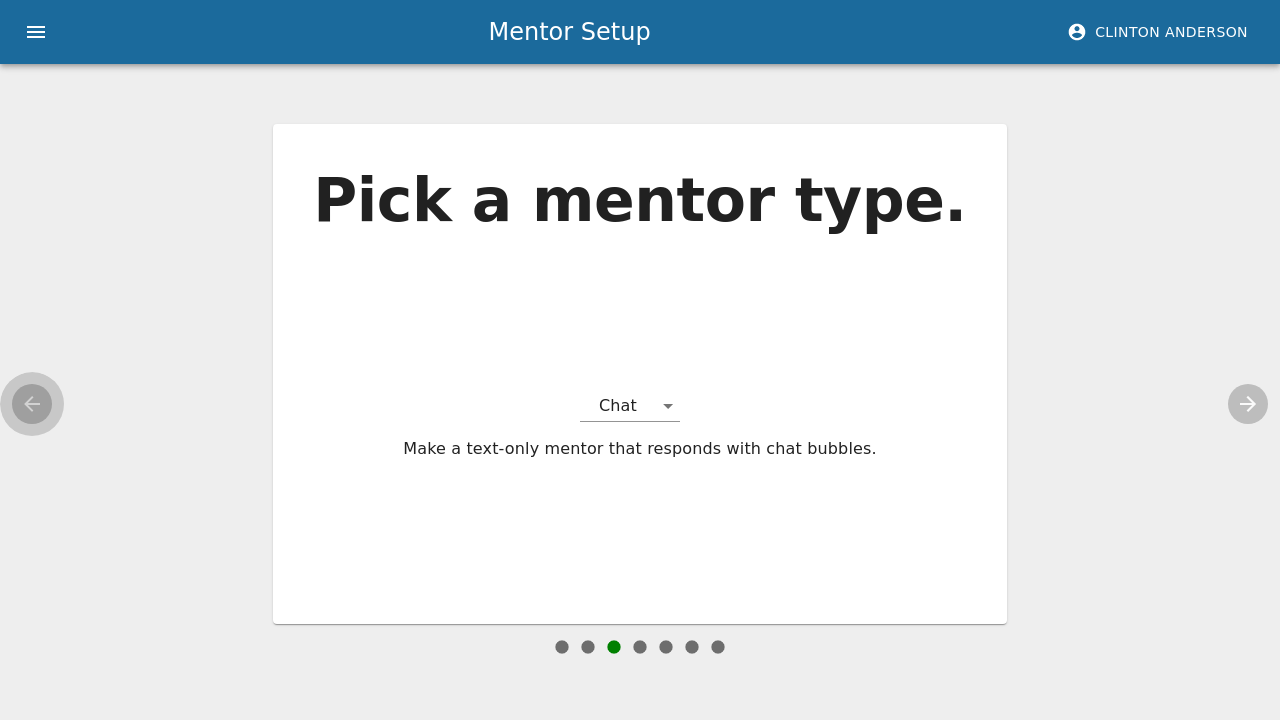 Mentor Setup
CLINTON ANDERSON
Pick a mentor type.
Chat
Make a text-only mentor that responds with chat bubbles.